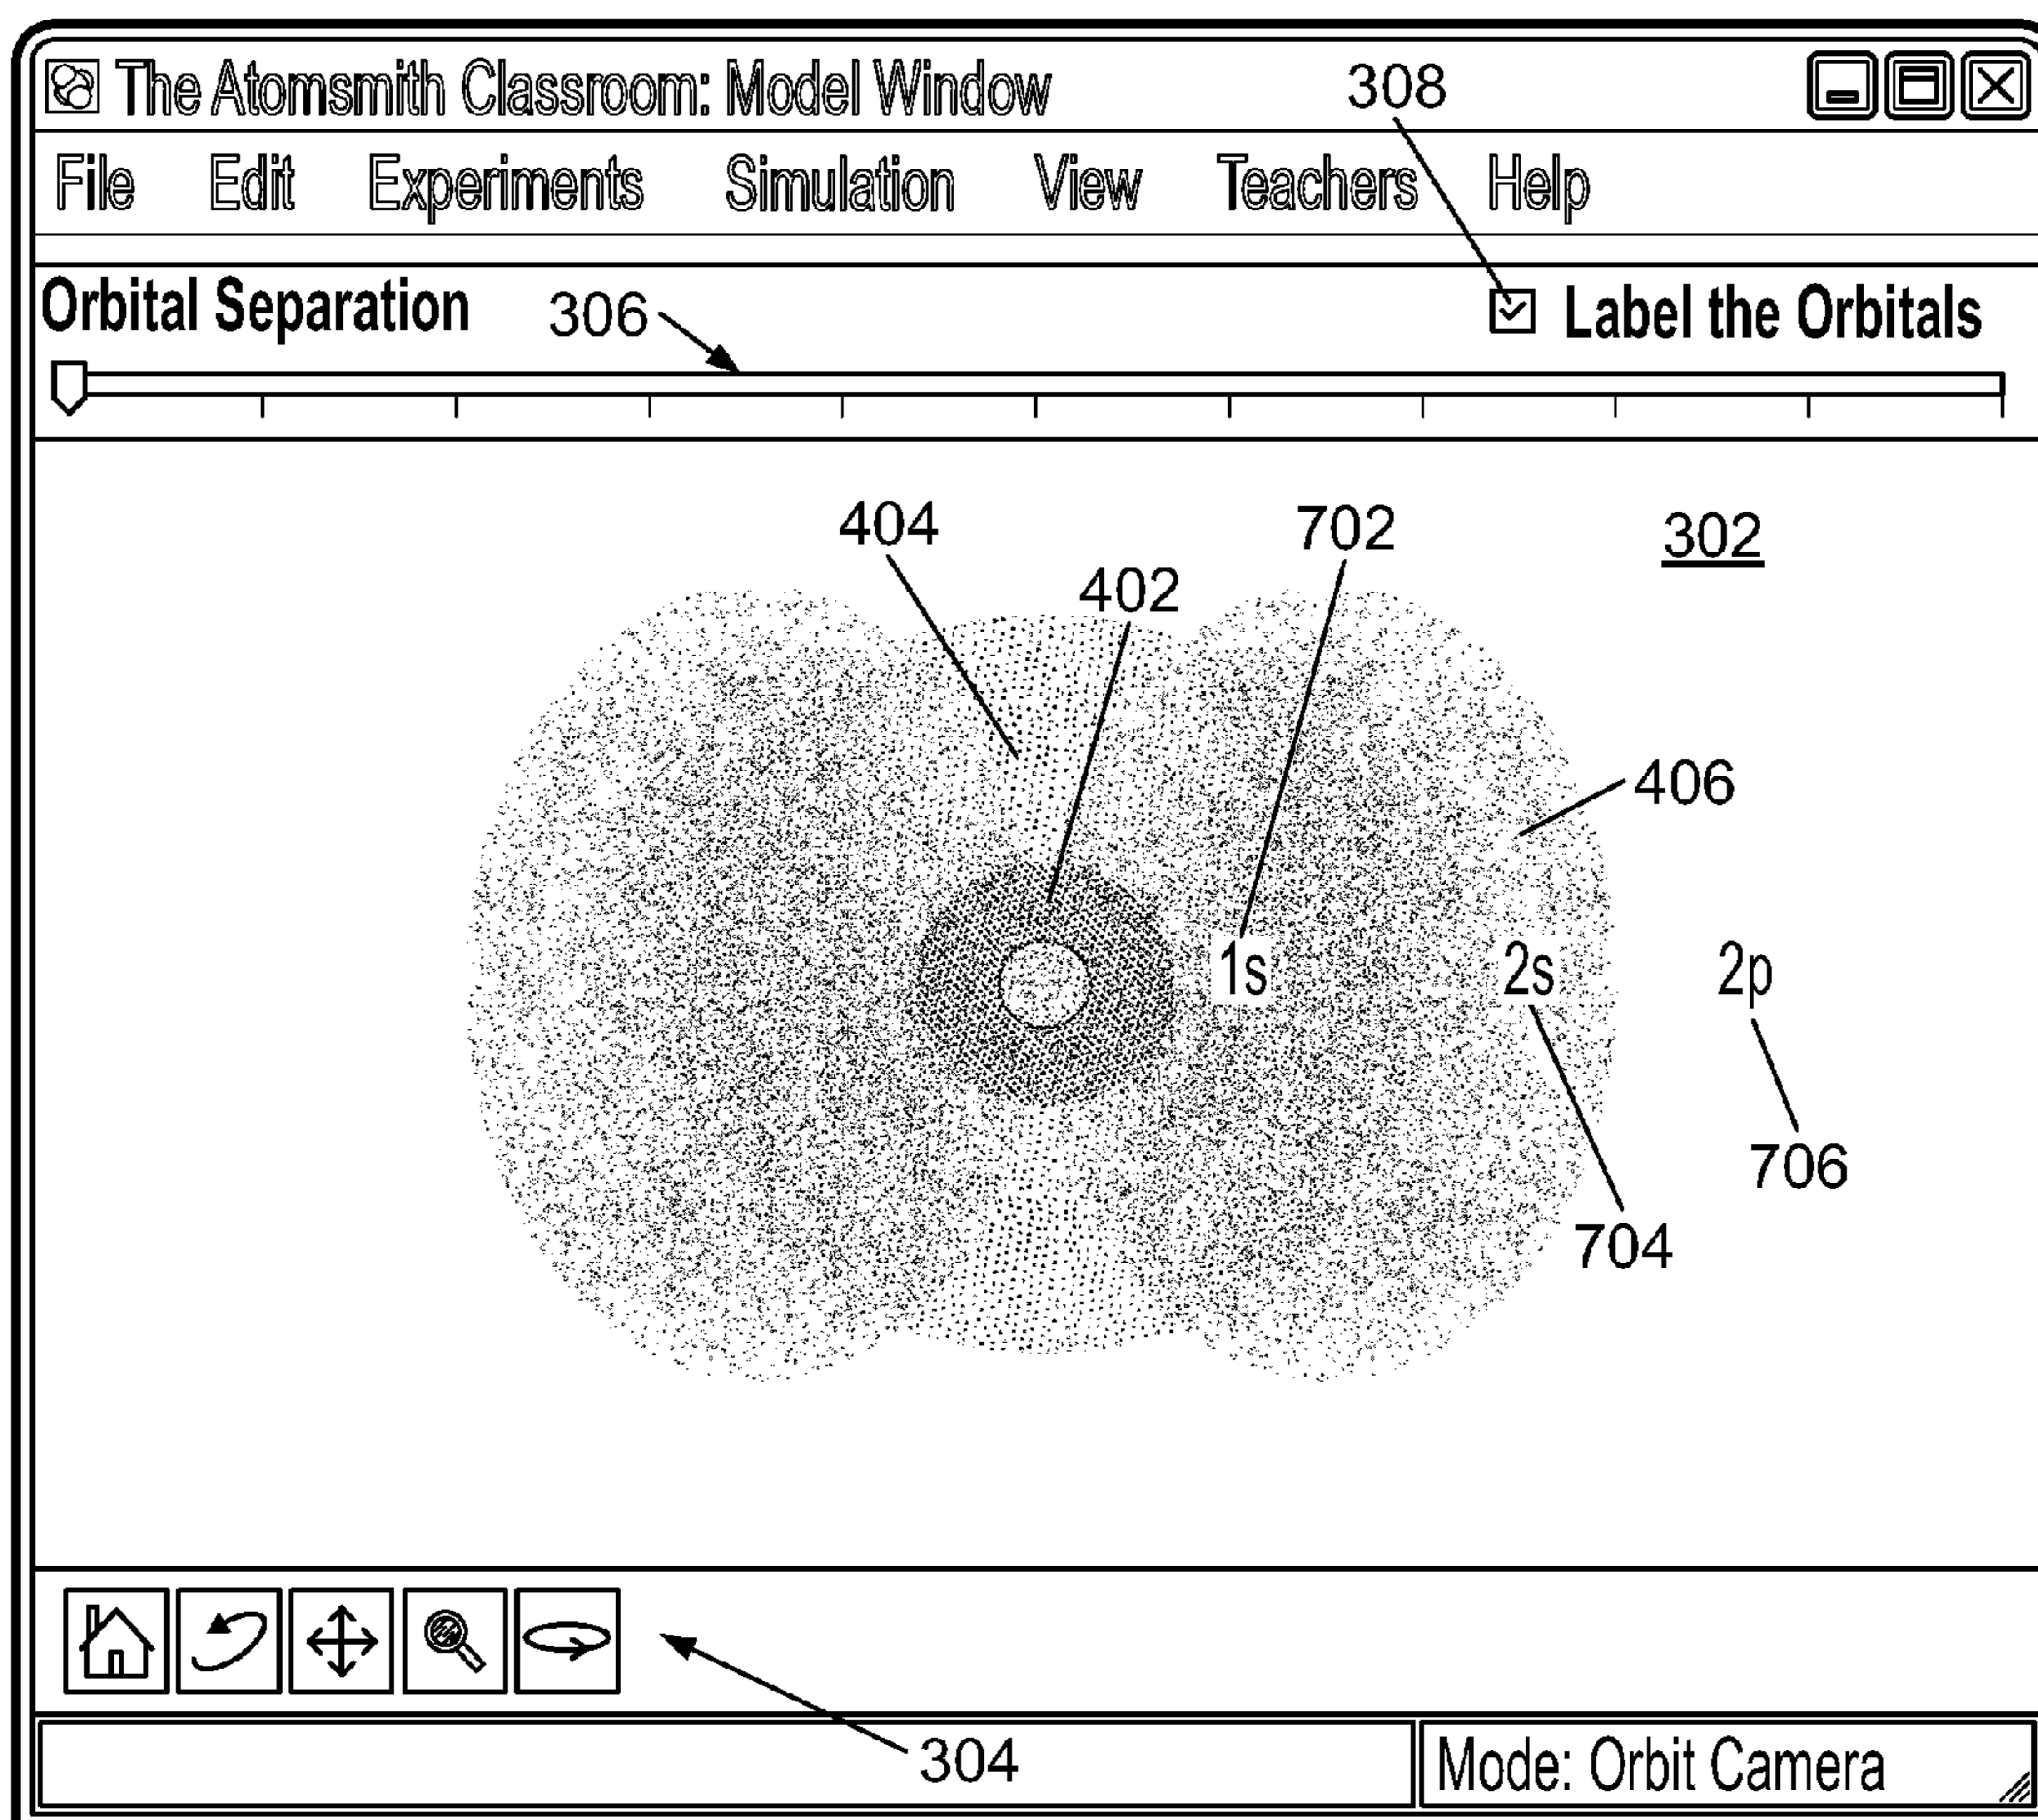 The Atomsmith Classroom: Model Window
308
File Edit Experiments Simulation View Teachers Help
Orbital Separation
306
Label the Orbitals
404
702
302
402
406
1s
2s
2p
706
704
304
Mode: Orbit Camera